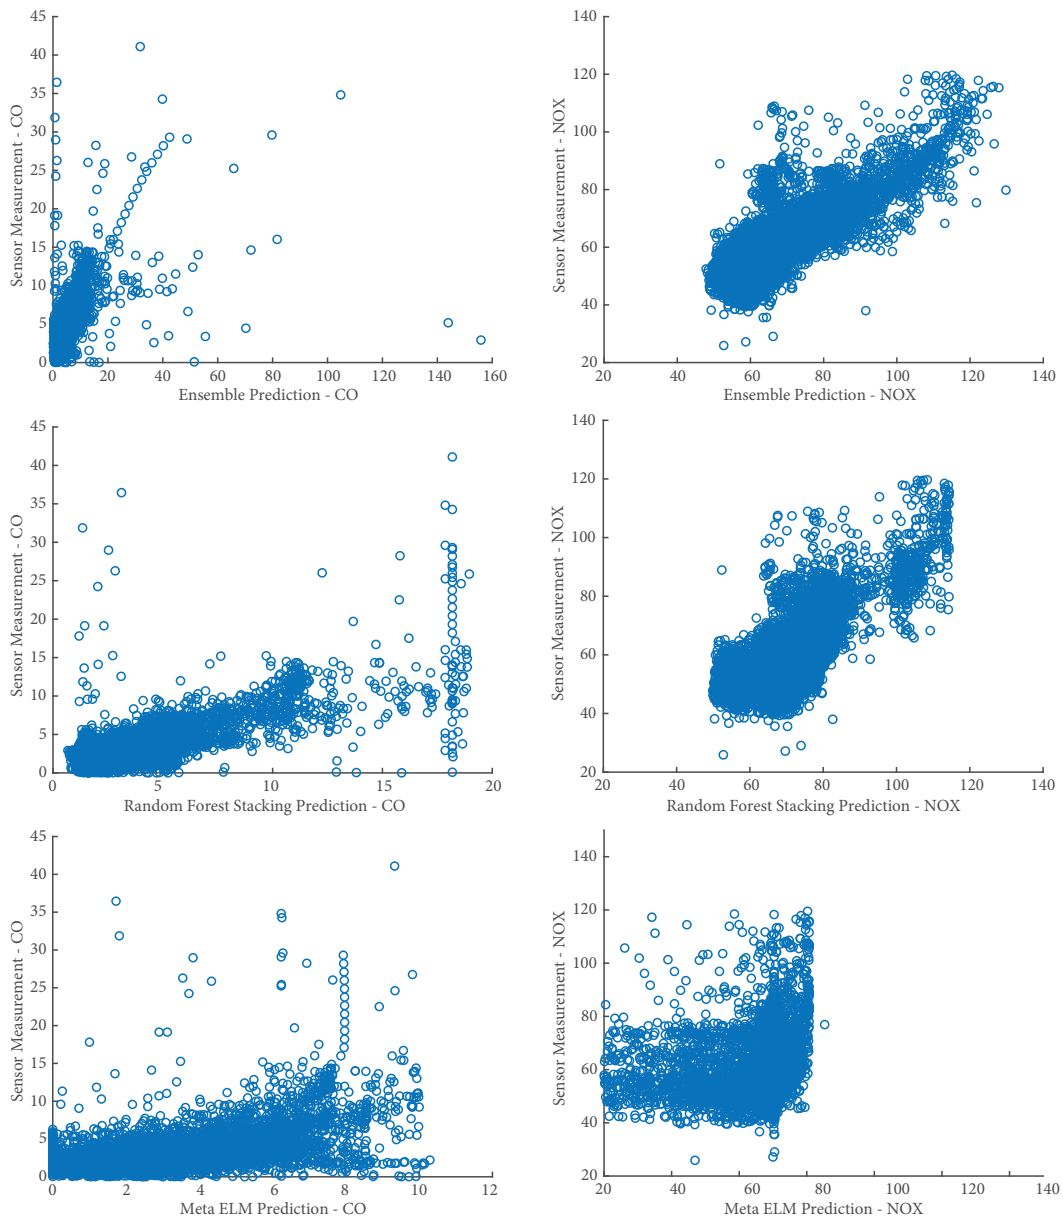 45
40
35
30
25
20
15
10
5
0
Sensor Measurement - CO
0 20 40 60 80 100 120 140 160
Ensemble Prediction - CO
140
120
100
80
60
40
20
Sensor Measurement - NOX
20 40 60 80 100 120 140
Ensemble Prediction - NOX
45
40
35
30
25
20
15
10
5
0
Sensor Measurement - CO
0 5 10 15 20
Random Forest Stacking Prediction - CO
140
120
100
80
60
40
20
Sensor Measurement - NOX
20 40 60 80 100 120 140
Random Forest Stacking Prediction - NOX
45
40
35
30
25
20
15
10
5
0
Sensor Measurement - CO
0 2 4 6 8 10 12
Meta ELM Prediction - CO
140
120
100
80
60
40
20
Sensor Measurement - NOX
20 40 60 80 100 120 140
Meta ELM Prediction - NOX